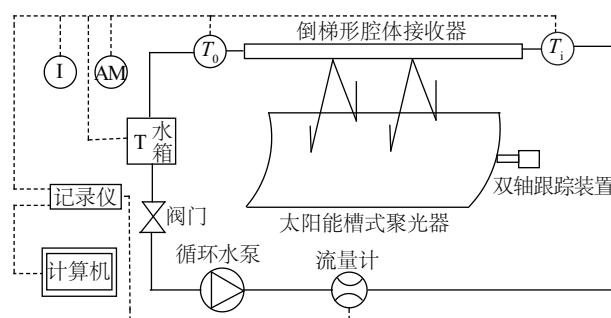 倒梯形腔体接收器
T₀
Tᵢ
I
AM
T 水箱
双轴跟踪装置
记录仪
阀门
太阳能槽式聚光器
循环水泵
流量计
计算机